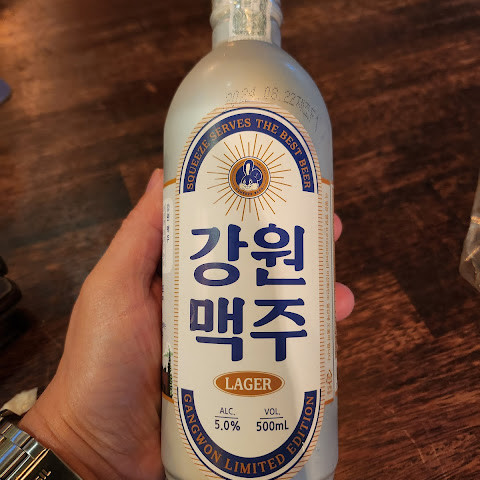 SQUEEZE SERVES THE BEST BEER
강원
맥주
LAGER
ALC. VOL.
5.0% 500mL
GANGWON LIMITED EDITION